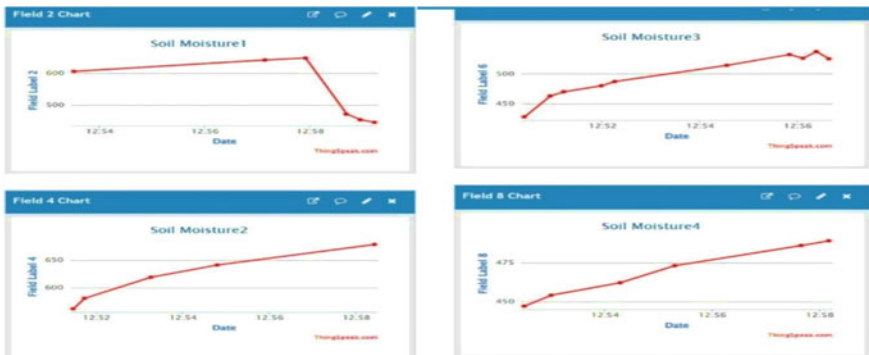 Field 2 Chart
Soil Moisture1
Field Label 2
600
500
12:54
12:56
12:58
Date
ThingSpeak.com
Soil Moisture3
Field Label 6
500
450
12:52
12:54
12:56
Date
ThingSpeak.com
Field 4 Chart
Soil Moisture2
Field Label 4
650
600
12:52
12:54
12:56
12:58
Date
ThingSpeak.com
Field 8 Chart
Soil Moisture4
Field Label 8
475
450
12:54
12:56
12:58
Date
ThingSpeak.com